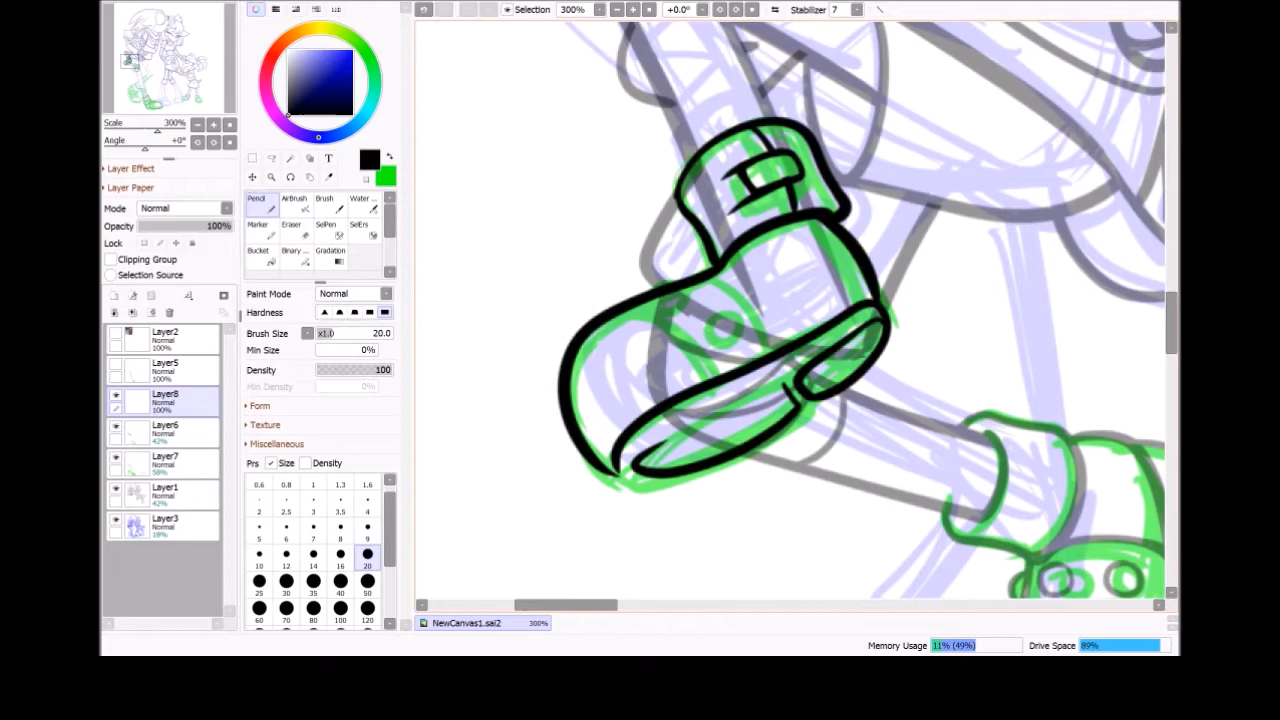 Selection 300% +0.0° Stabilizer 7
Scale 300%
Angle +0°
Layer Effect
Layer Paper
Mode Normal
Opacity 100%
Lock
Clipping Group
Selection Source
Layer2
Normal
100%
Layer5
Normal
100%
Layer8
Normal
100%
Layer6
Normal
42%
Layer7
Normal
58%
Layer1
Normal
42%
Layer3
Normal
18%
T
Pencil AirBrush Brush Water ...
Marker Eraser SelPen SelErs
Bucket Binary ... Gradation
Paint Mode Normal
Hardness
Brush Size x1.0 20.0
Min Size 0%
Density 100
Min Density 0%
Form
Texture
Miscellaneous
Prs Size Density
0.6 0.8 1 1.3 1.6
2 2.5 3 3.5 4
5 6 7 8 9
10 12 14 16 20
25 30 35 40 50
60 70 80 100 120
NewCanvas1.sai2 300%
Memory Usage 11% (49%) Drive Space 89%